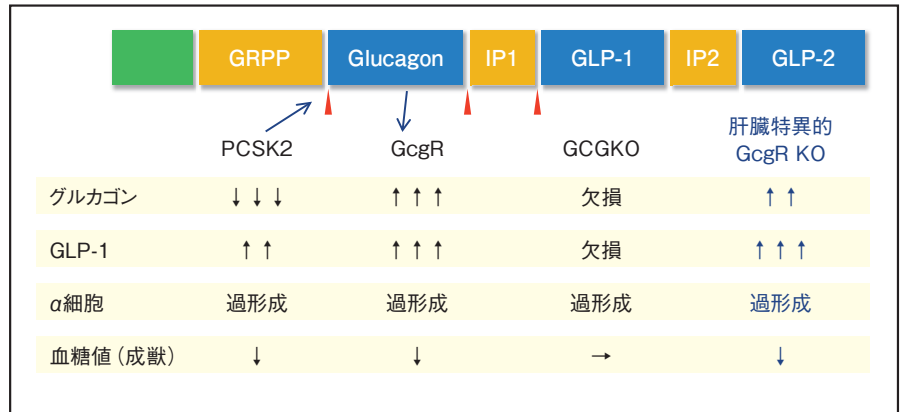 GRPP Glucagon IP1 GLP-1 IP2 GLP-2
PCSK2 GcgR GCGKO 肝臓特異的
GcgR KO
グルカゴン ↓↓↓ ↑↑↑ 欠損 ↑↑
GLP-1 ↑↑ ↑↑↑ 欠損 ↑↑↑
α細胞 過形成 過形成 過形成 過形成
血糖値（成獣） ↓ ↓ → ↓